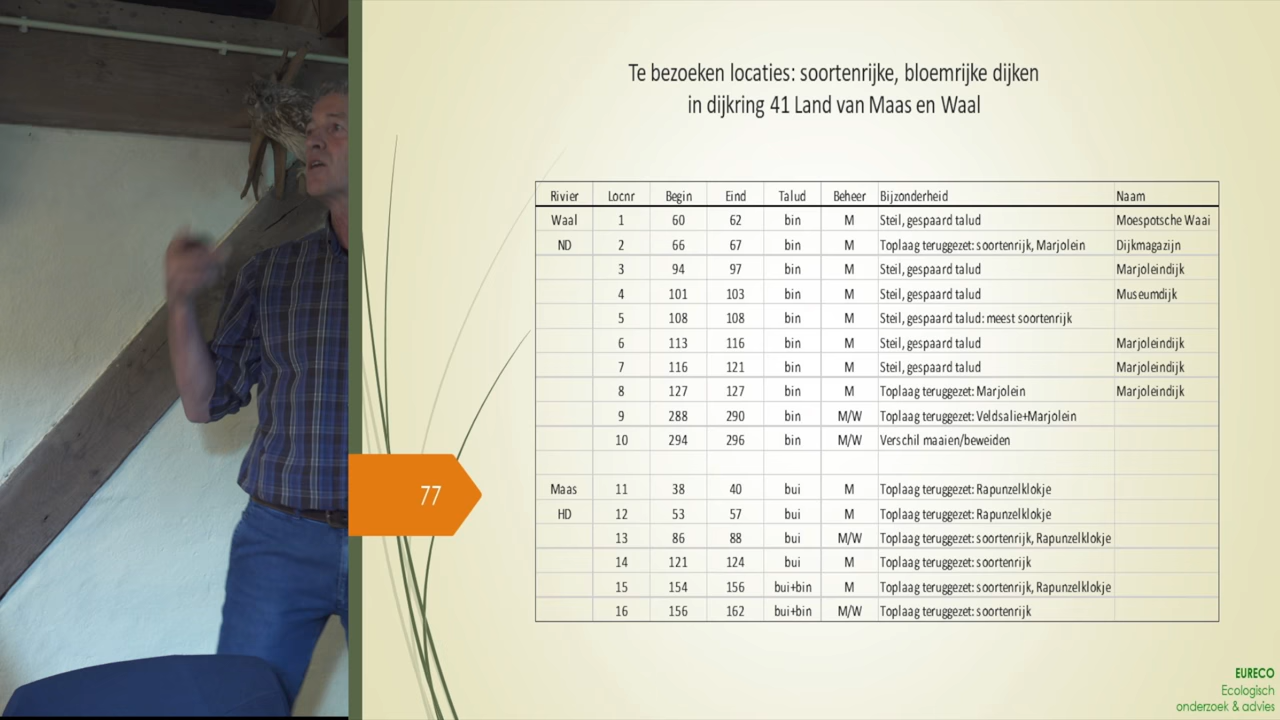 Te bezoeken locaties: soortenrijke, bloemrijke dijken
in dijkring 41 Land van Maas en Waal
Rivier Locnr Begin Eind Talud Beheer Bijzonderheid Naam
Waal 1 60 62 bin M Steil, gespaard talud Moespotsche Waai
ND 2 66 67 bin M Toplaag teruggezet: soortenrijk, Marjolein Dijkmagazijn
3 94 97 bin M Steil, gespaard talud Marjoleindijk
4 101 103 bin M Steil, gespaard talud Museumdijk
5 108 108 bin M Steil, gespaard talud: meest soortenrijk
6 113 116 bin M Steil, gespaard talud Marjoleindijk
7 116 121 bin M Steil, gespaard talud Marjoleindijk
8 127 127 bin M Toplaag teruggezet: Marjolein Marjoleindijk
9 288 290 bin M/W Toplaag teruggezet: Veldsalie+Marjolein
10 294 296 bin M/W Verschil maaien/beweiden
Maas 11 38 40 bui M Toplaag teruggezet: Rapunzelklokje
HD 12 53 57 bui M Toplaag teruggezet: Rapunzelklokje
13 86 88 bui M/W Toplaag teruggezet: soortenrijk, Rapunzelklokje
14 121 124 bui M Toplaag teruggezet: soortenrijk
15 154 156 bui+bin M Toplaag teruggezet: soortenrijk, Rapunzelklokje
16 156 162 bui+bin M/W Toplaag teruggezet: soortenrijk
77
EURECO
Ecologisch
onderzoek & advies